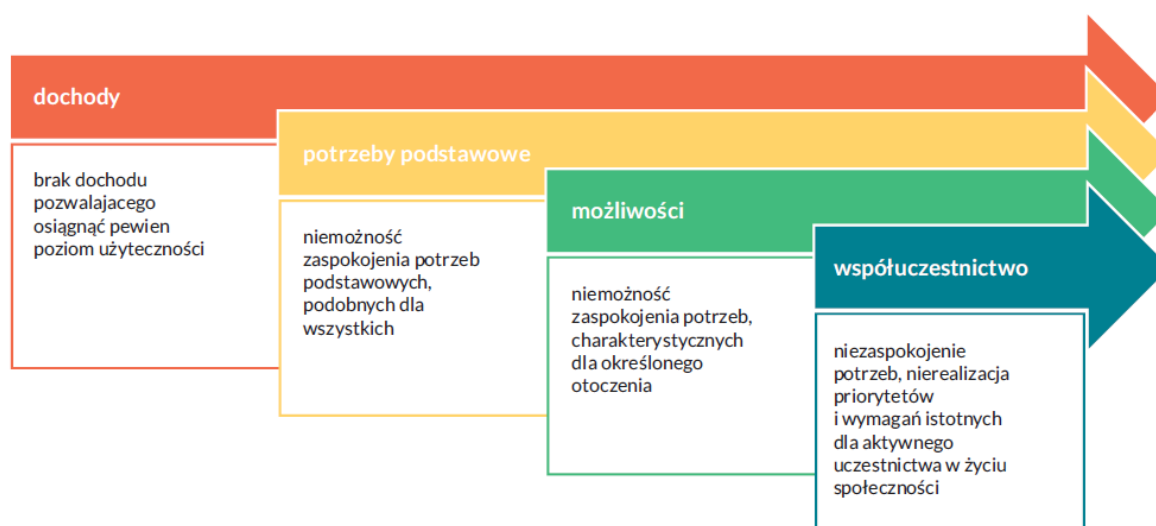 dochody
brak dochodu
pozwalajacego
osiągnąć pewien
poziom użyteczności
potrzeby podstawowe
niemożność
zaspokojenia potrzeb
podstawowych,
podobnych dla
wszystkich
możliwości
niemożność
zaspokojenia potrzeb,
charakterystycznych
dla określonego
otoczenia
współuczestnictwo
niezaspokojenie
potrzeb, nierealizacja
priorytetów
i wymagań istotnych
dla aktywnego
uczestnictwa w życiu
społeczności